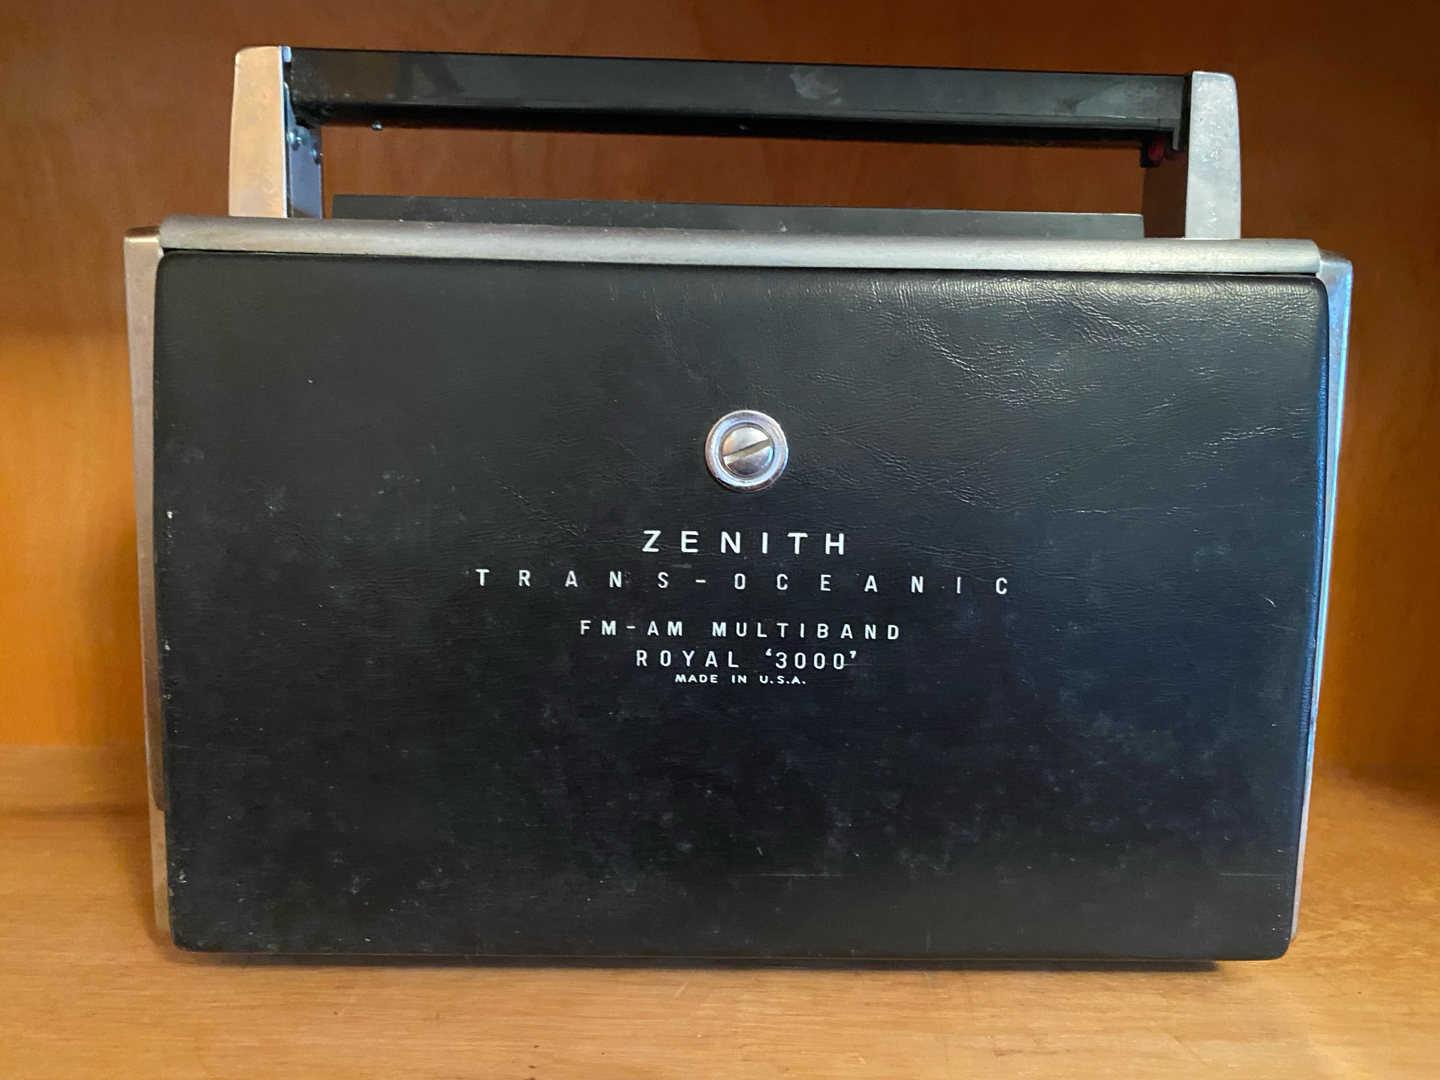 ZENITH
TRANS-OCEANIC
FM-AM MULTIBAND
ROYAL ‘3000’
MADE IN U.S.A.